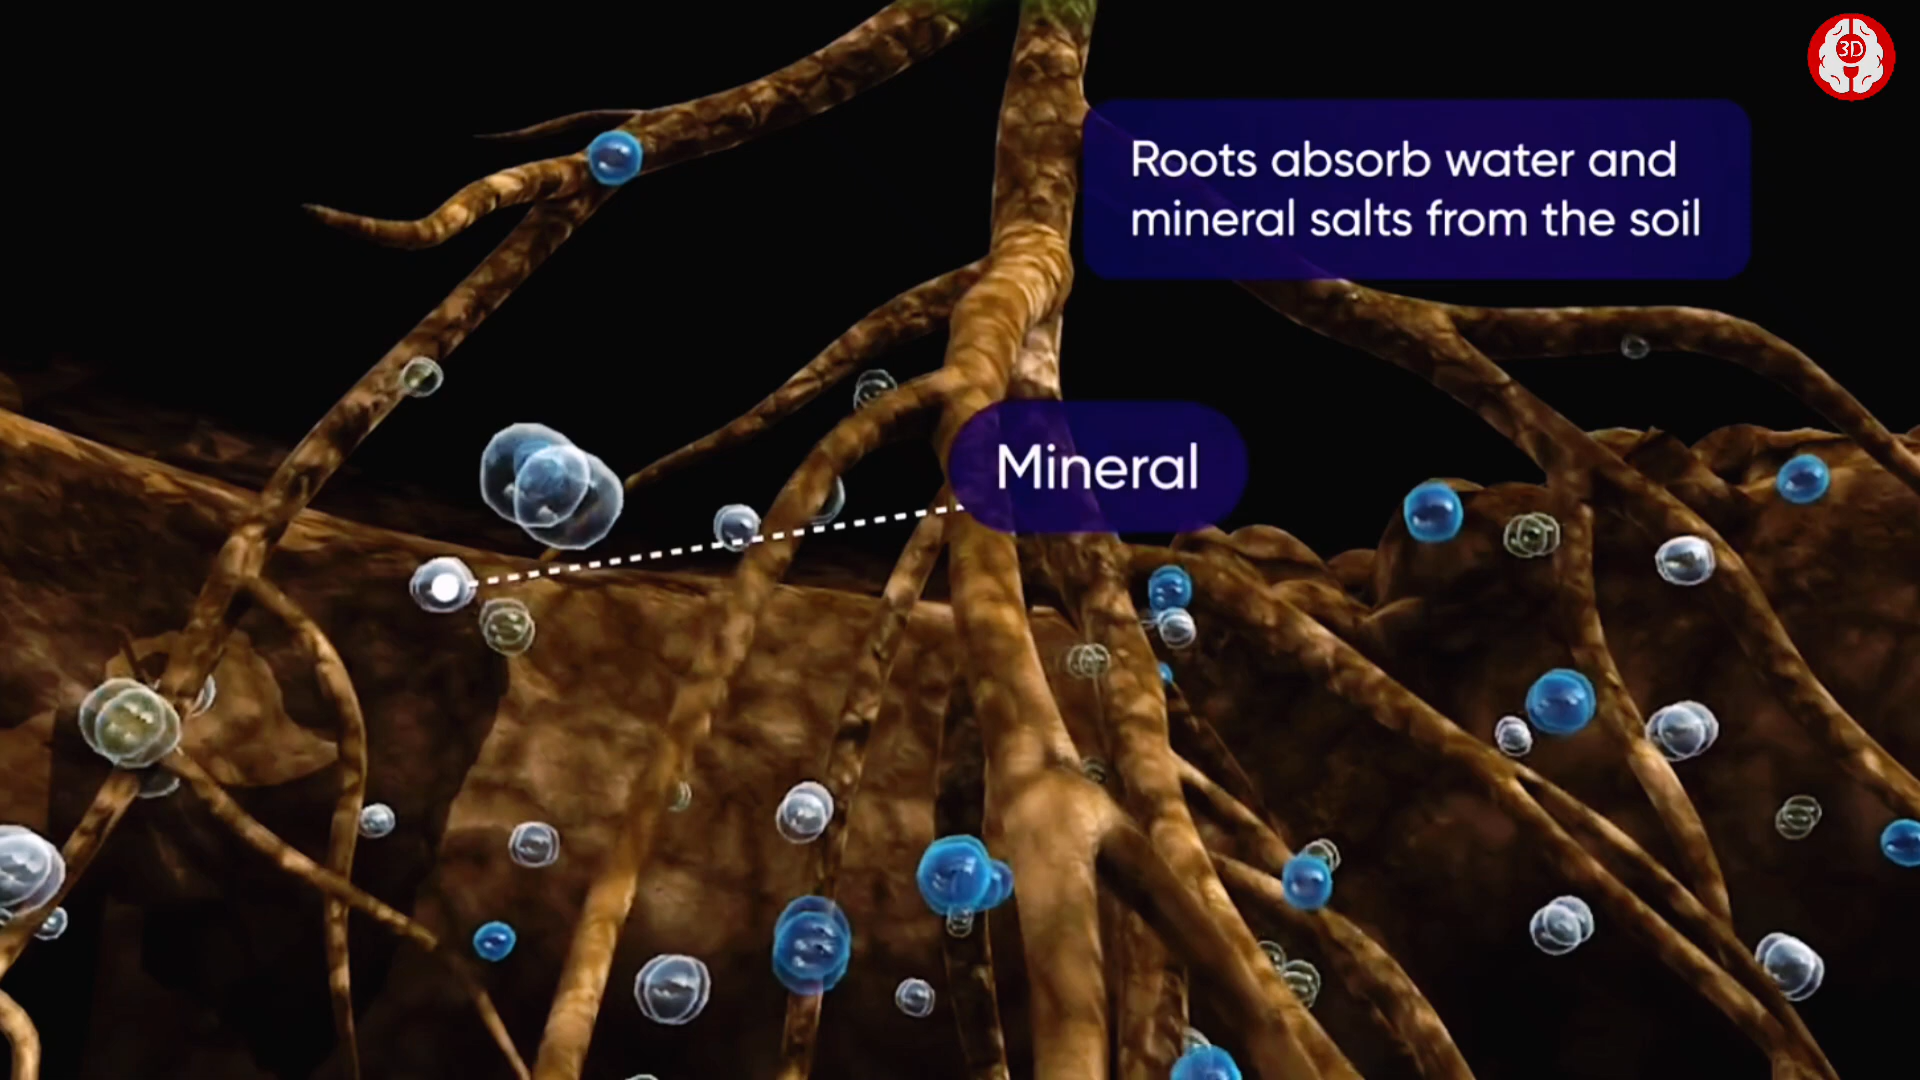 3D
Roots absorb water and
mineral salts from the soil
Mineral